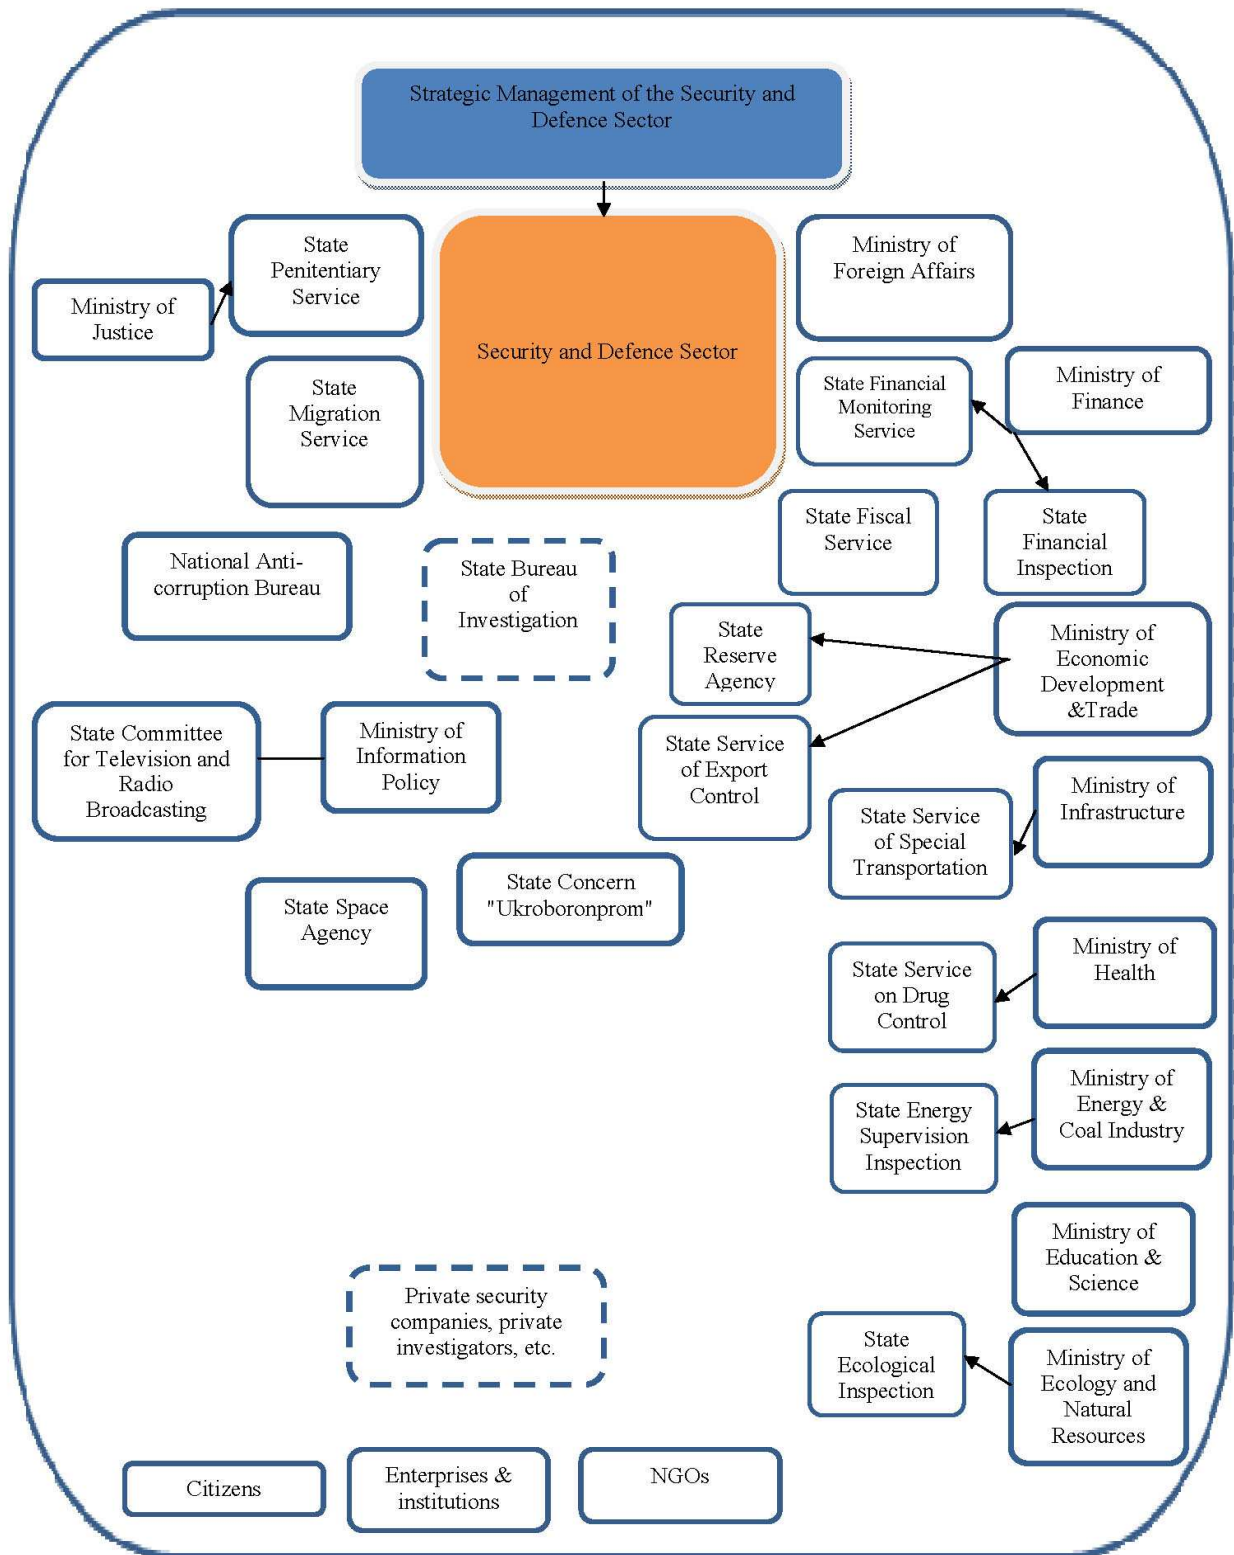 Strategic Management of the Security and
Defence Sector
State
Penitentiary
Service
Ministry of
Foreign Affairs
Ministry of
Justice
Security and Defence Sector
State
Migration
Service
State Financial
Monitoring
Service
Ministry of
Finance
National Anti-
corruption Bureau
State Bureau
of
Investigation
State Fiscal
Service
State
Financial
Inspection
State
Reserve
Agency
Ministry of
Economic
Development
&Trade
State Committee
for Television and
Radio
Broadcasting
Ministry of
Information
Policy
State Service
of Export
Control
Ministry of
Infrastructure
State Service
of Special
Transportation
State Concern
"Ukroboronprom"
State Space
Agency
State Service
on Drug
Control
Ministry of
Health
State Energy
Supervision
Inspection
Ministry of
Energy &
Coal Industry
Ministry of
Education &
Science
Private security
companies, private
investigators, etc.
State
Ecological
Inspection
Ministry of
Ecology and
Natural
Resources
Citizens
Enterprises &
institutions
NGOs